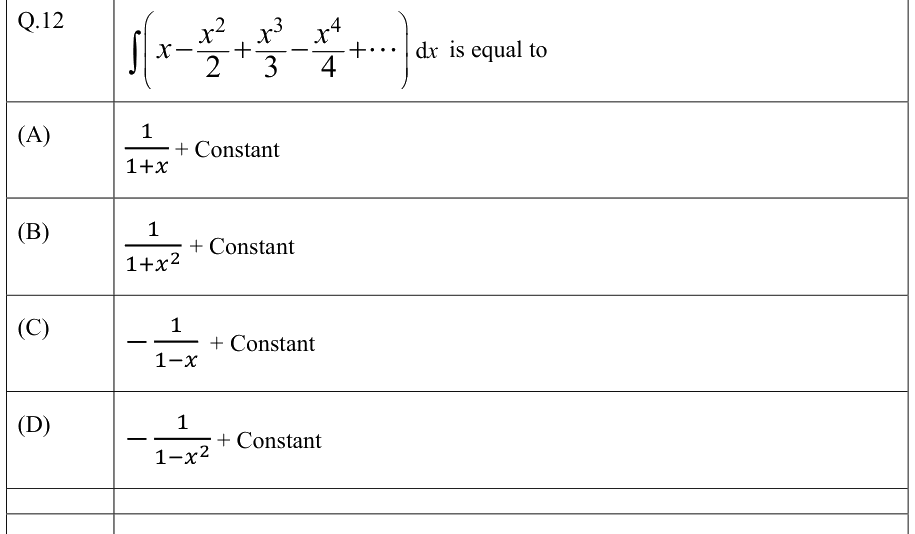 Q.12
∫(x − x²/2 + x³/3 − x⁴/4 + ⋯) dx is equal to
(A)
1/(1+x) + Constant
(B)
1/(1+x²) + Constant
(C)
− 1/(1−x) + Constant
(D)
− 1/(1−x²) + Constant